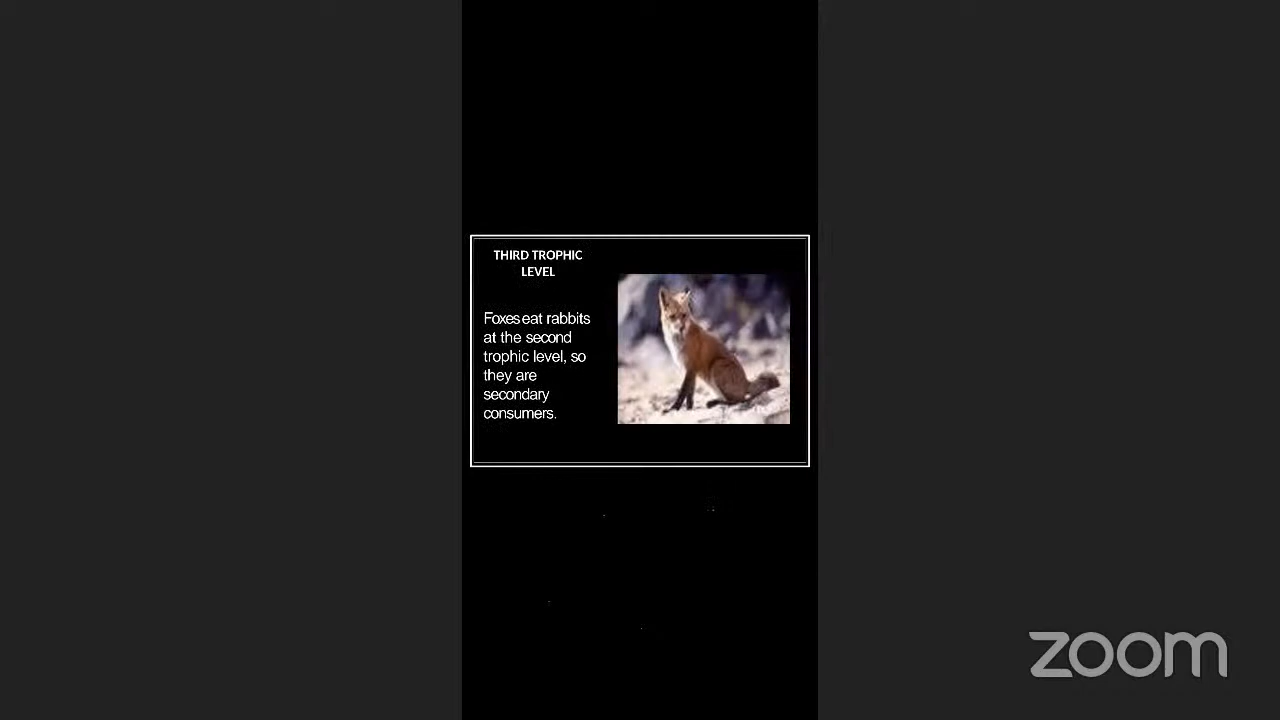 THIRD TROPHIC
LEVEL
Foxes eat rabbits
at the second
trophic level, so
they are
secondary
consumers.
zoom